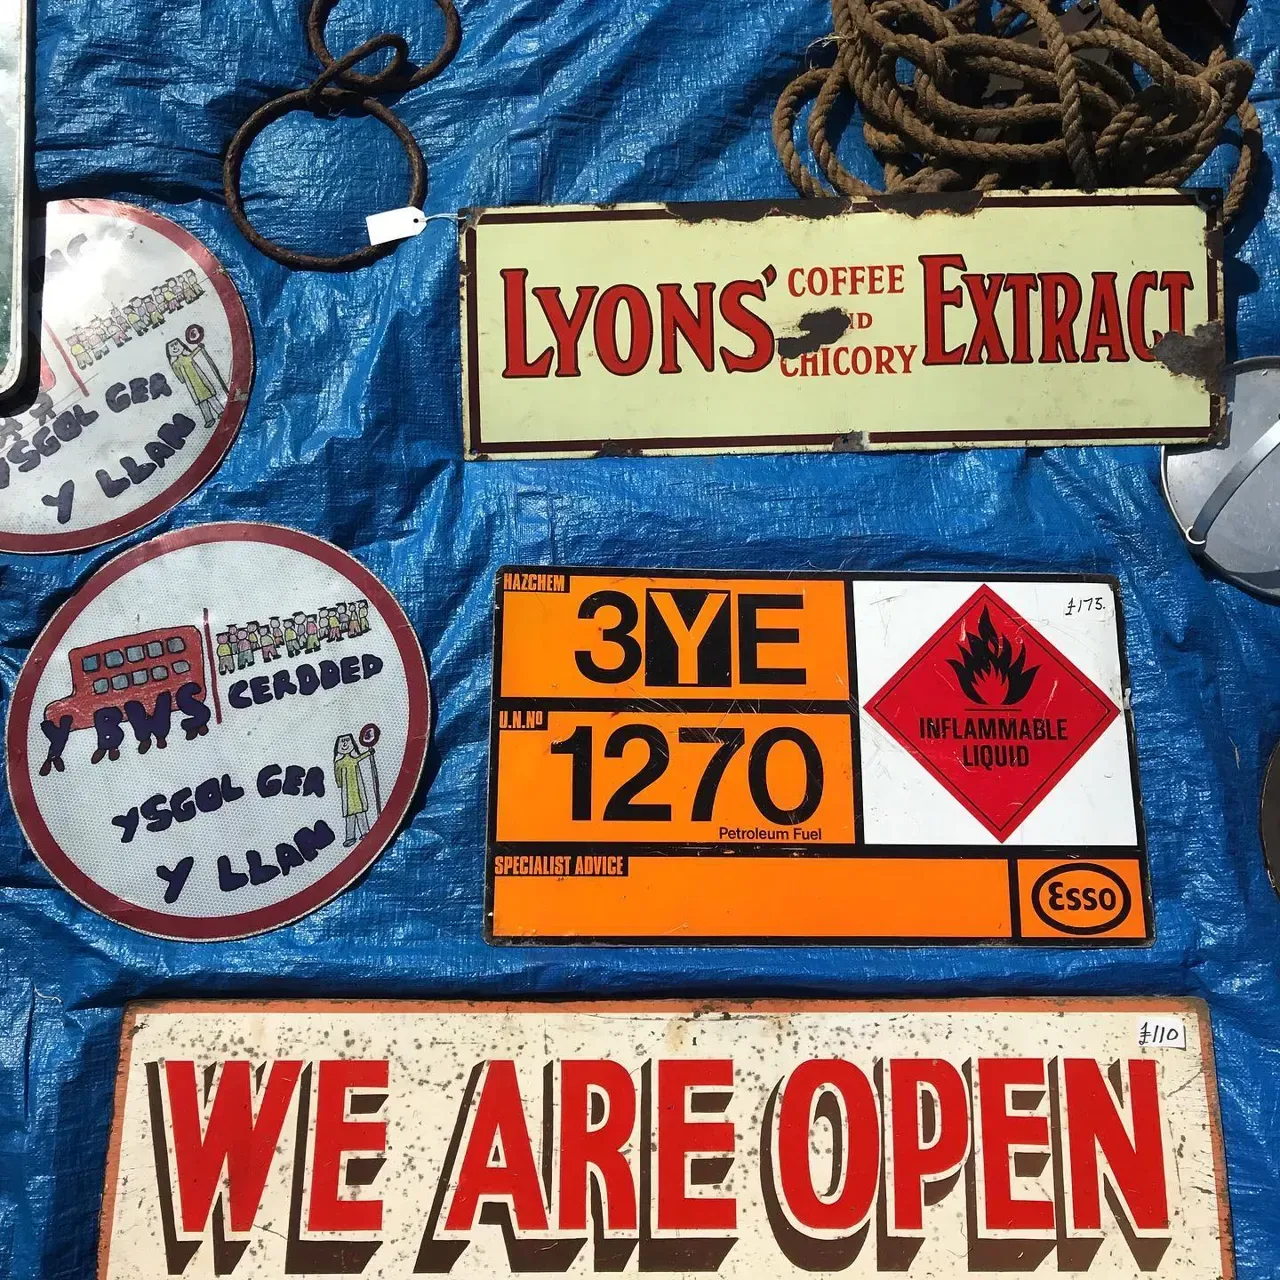 LYONS' COFFEE CHICORY EXTRACT
YSGOL GER
Y LLAN
HAZCHEM
3YE
U.N.Nº
1270
Petroleum Fuel
INFLAMMABLE
LIQUID
£175.
SPECIALIST ADVICE
Esso
Y BWS CERDDED
YSGOL GER
Y LLAN
£110
WE ARE OPEN